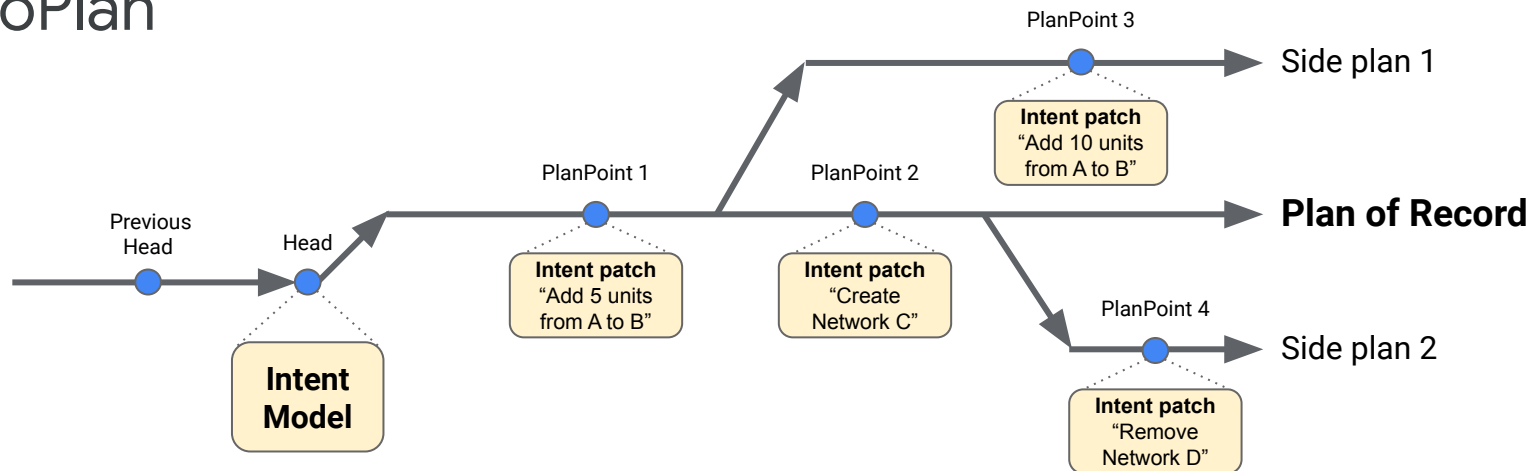 oPlan
PlanPoint 3
Side plan 1
Intent patch
“Add 10 units
from A to B”
PlanPoint 1
PlanPoint 2
Plan of Record
Previous
Head
Head
Intent patch
“Add 5 units
from A to B”
Intent patch
“Create
Network C”
PlanPoint 4
Side plan 2
Intent
Model
Intent patch
“Remove
Network D”